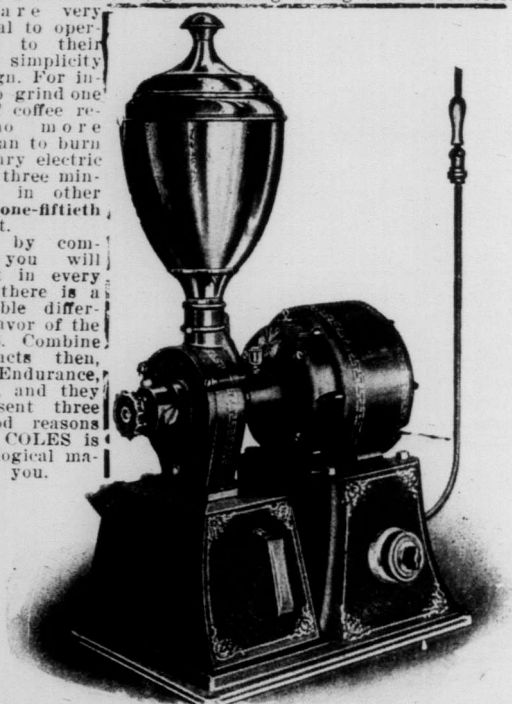 are very
al to oper-
to their
simplicity
gn. For in-
o grind one
f coffee re-
no more
an to burn
ary electric
three min-
in other
one-fiftieth
t.
by com-
you will
t in every
there is a
ble differ-
avor of the
s. Combine
acts then,
Endurance,
, and they
sent three
od reasons
COLES is
logical ma-
you.